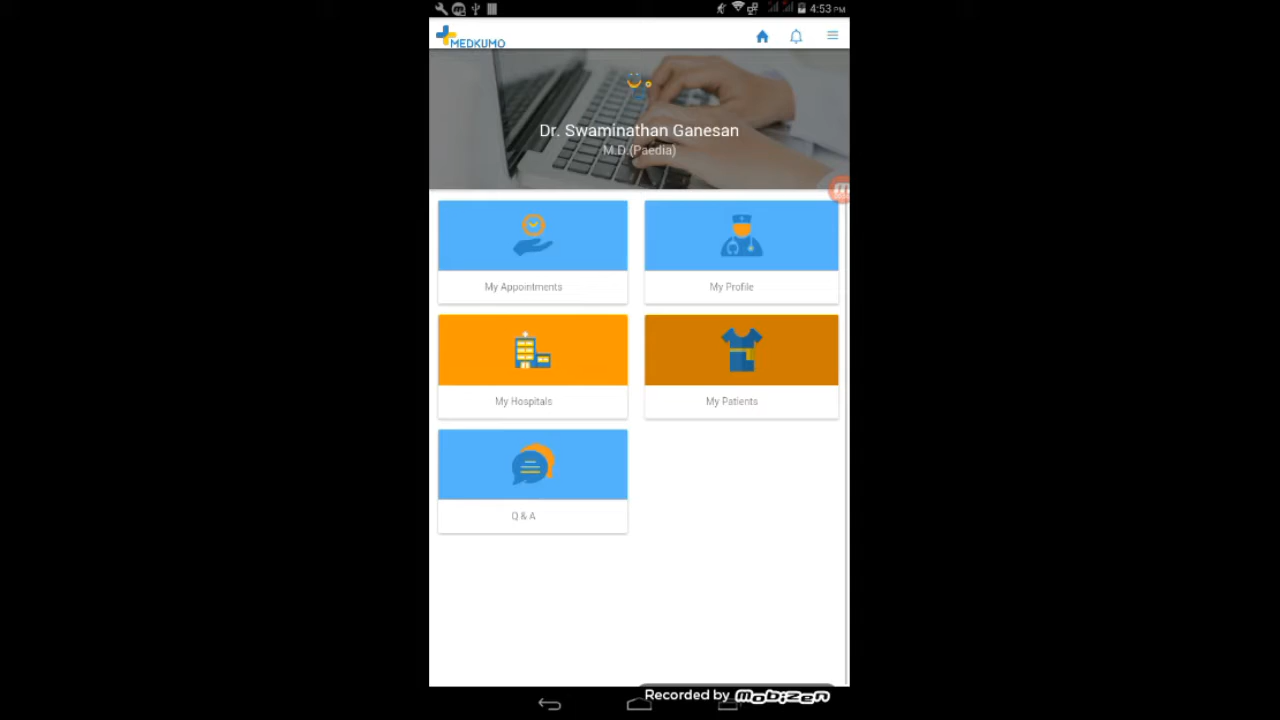 4:53 PM
MEDKUMO
Dr. Swaminathan Ganesan
M.D.(Paedia)
My Appointments
My Profile
My Hospitals
My Patients
Q & A
Recorded by mobizen